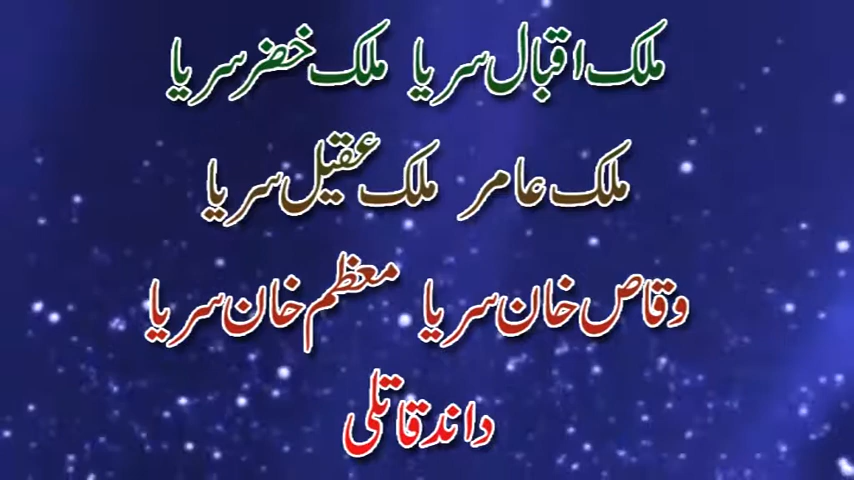 ملک اقبال سریا ملک خضر سریا
ملک عامر ملک عقیل سریا
وقاص خان سریا معظم خان سریا
داند قاتلی